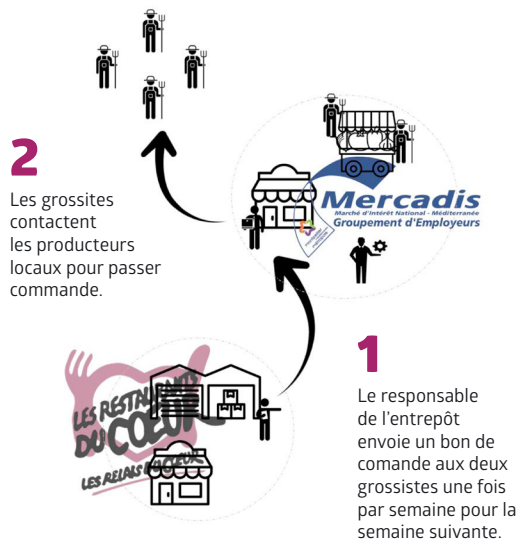 2
Les grossites
contactent
les producteurs
locaux pour passer
commande.
Mercadis
Marché d'Intérêt National - Méditerranée
Groupement d'Employeurs
1
Le responsable
de l'entrepôt
envoie un bon de
comande aux deux
grossistes une fois
par semaine pour la
semaine suivante.
LES RESTAURANTS
DU COEUR
LES RELAIS DU COEUR